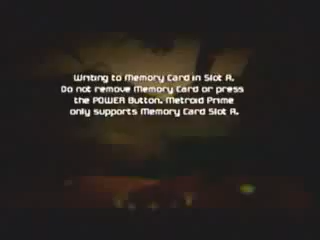 Writing to Memory Card in Slot A.
Do not remove Memory Card or press
the POWER Button. Metroid Prime
only supports Memory Card Slot A.